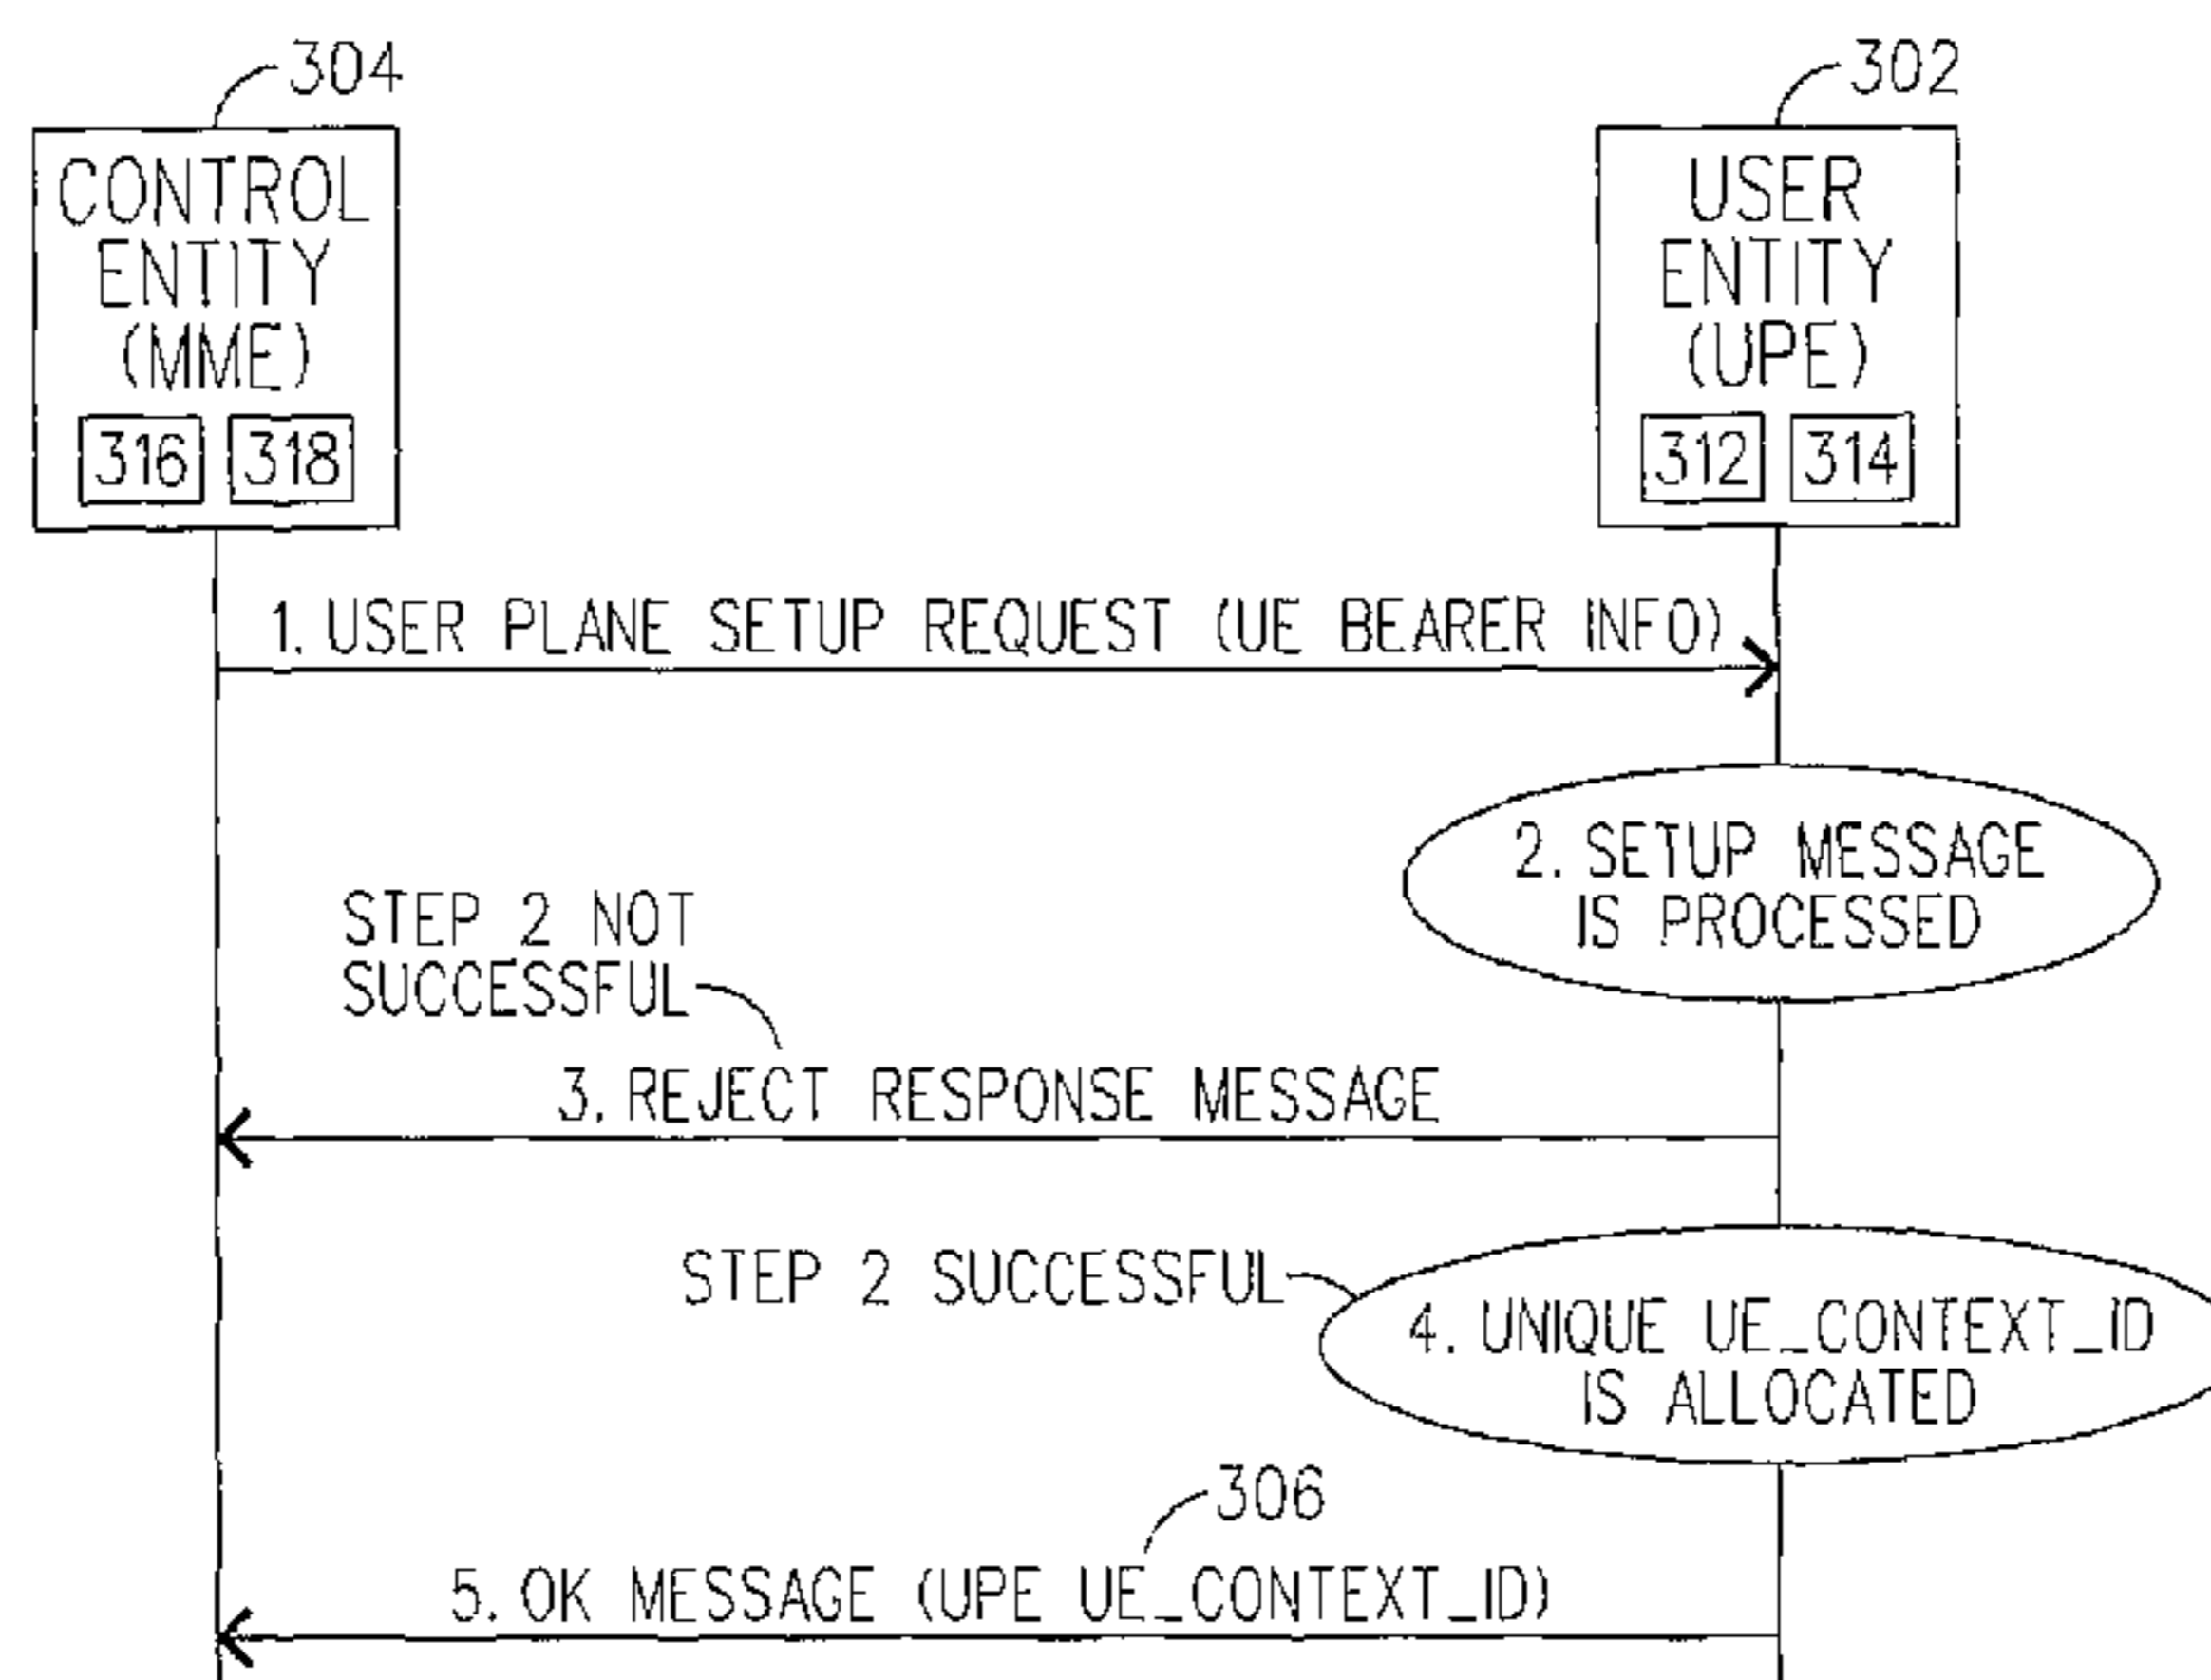 304
302
CONTROL
ENTITY
(MME)
316 318
USER
ENTITY
(UPE)
312 314
1. USER PLANE SETUP REQUEST (UE BEARER INFO)
2. SETUP MESSAGE
IS PROCESSED
STEP 2 NOT
SUCCESSFUL
3. REJECT RESPONSE MESSAGE
STEP 2 SUCCESSFUL
4. UNIQUE UE_CONTEXT_ID
IS ALLOCATED
306
5. OK MESSAGE (UPE UE_CONTEXT_ID)